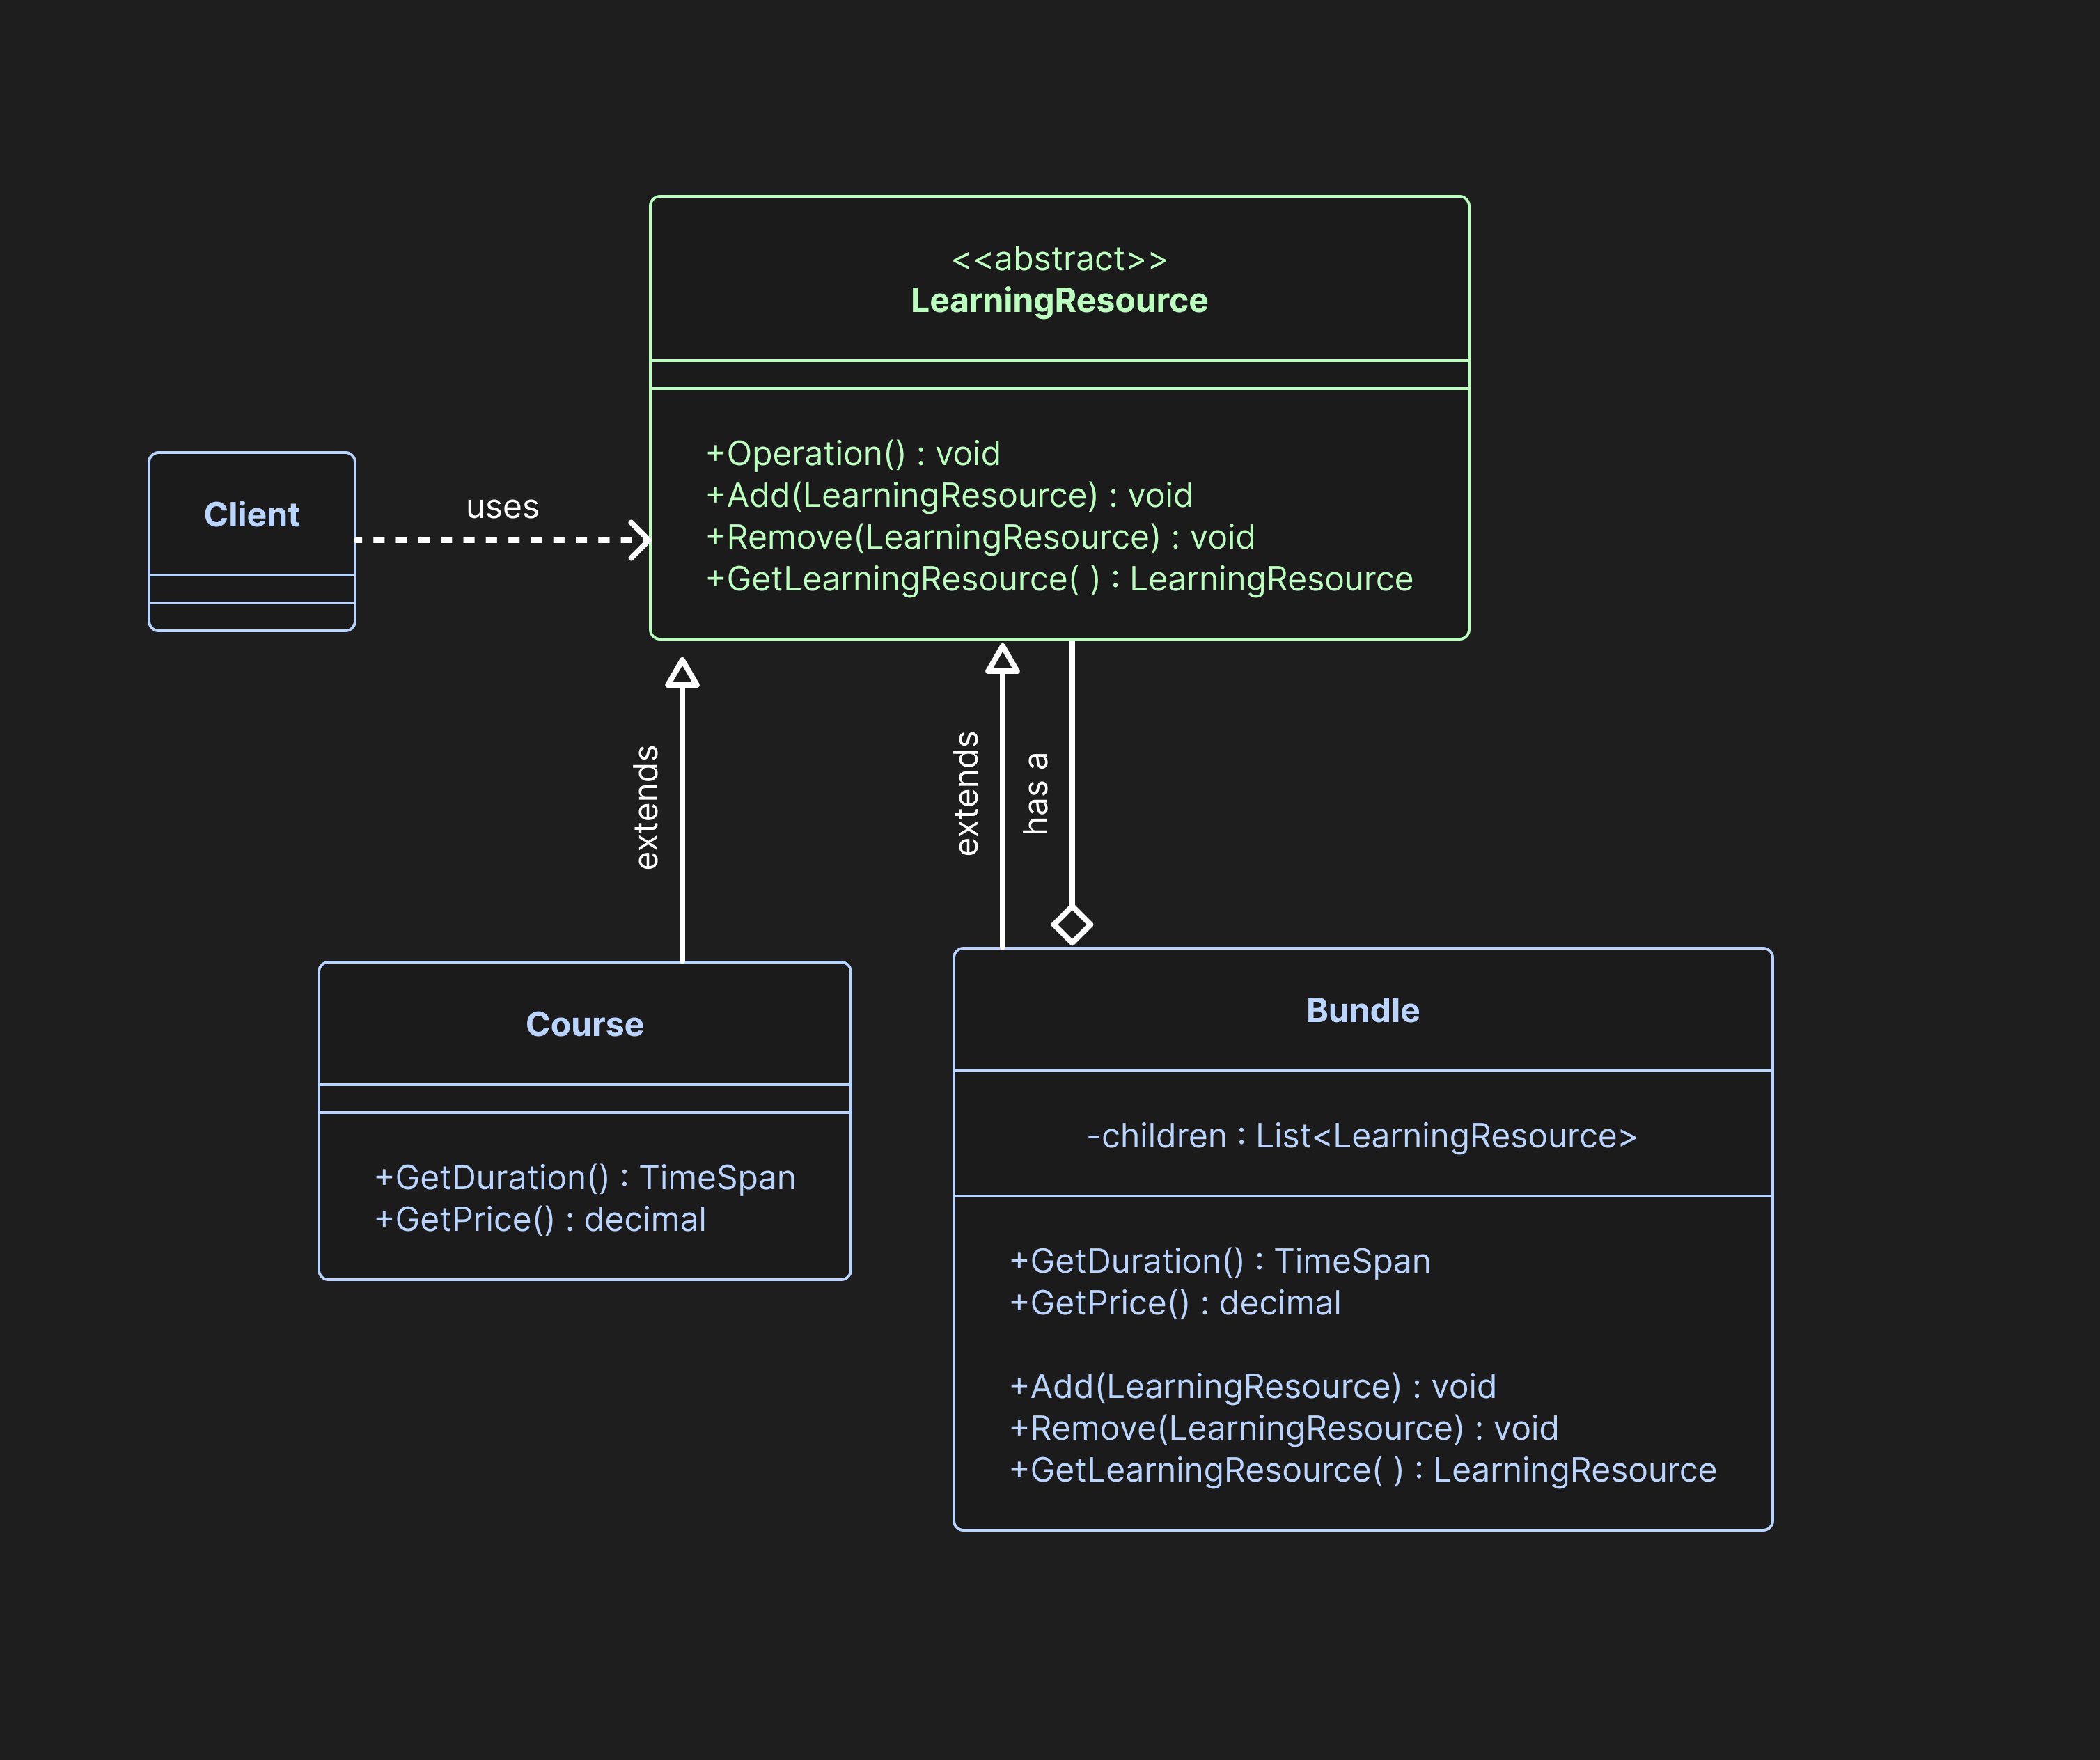 <<abstract>>
LearningResource
+Operation() : void
+Add(LearningResource) : void
+Remove(LearningResource) : void
+GetLearningResource( ) : LearningResource
Client
uses
extends
extends
has a
Course
+GetDuration() : TimeSpan
+GetPrice() : decimal
Bundle
-children : List<LearningResource>
+GetDuration() : TimeSpan
+GetPrice() : decimal
+Add(LearningResource) : void
+Remove(LearningResource) : void
+GetLearningResource( ) : LearningResource